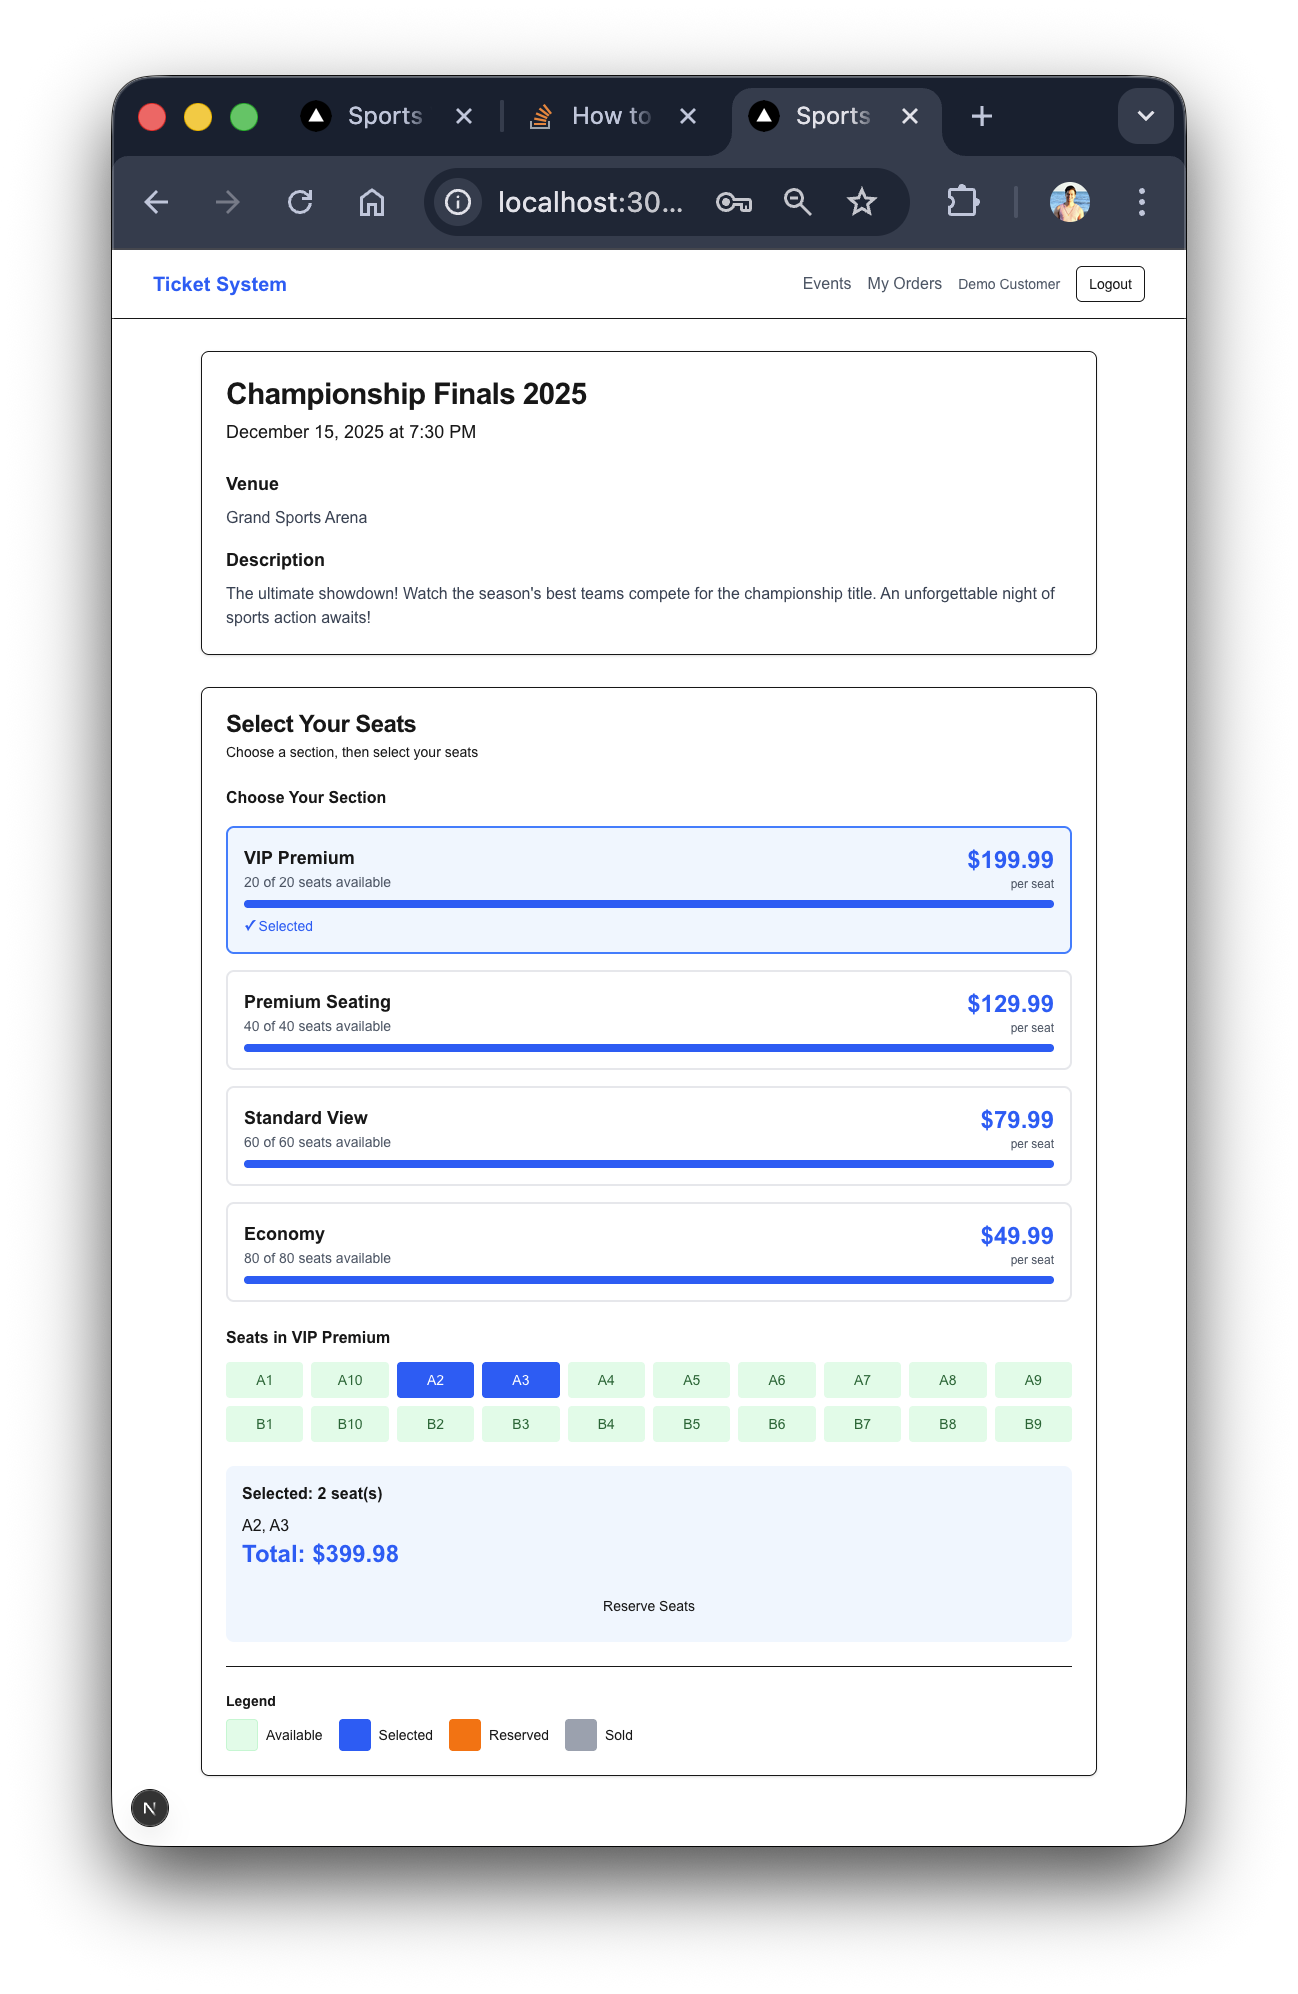 Sports
How to
Sports
localhost:30...
Ticket System
Events
My Orders
Demo Customer
Logout
Championship Finals 2025
December 15, 2025 at 7:30 PM
Venue
Grand Sports Arena
Description
The ultimate showdown! Watch the season's best teams compete for the championship title. An unforgettable night of
sports action awaits!
Select Your Seats
Choose a section, then select your seats
Choose Your Section
VIP Premium
$199.99
20 of 20 seats available
per seat
✓ Selected
Premium Seating
$129.99
40 of 40 seats available
per seat
Standard View
$79.99
60 of 60 seats available
per seat
Economy
$49.99
80 of 80 seats available
per seat
Seats in VIP Premium
A1 A10 A2 A3 A4 A5 A6 A7 A8 A9
B1 B10 B2 B3 B4 B5 B6 B7 B8 B9
Selected: 2 seat(s)
A2, A3
Total: $399.98
Reserve Seats
Legend
Available
Selected
Reserved
Sold
N